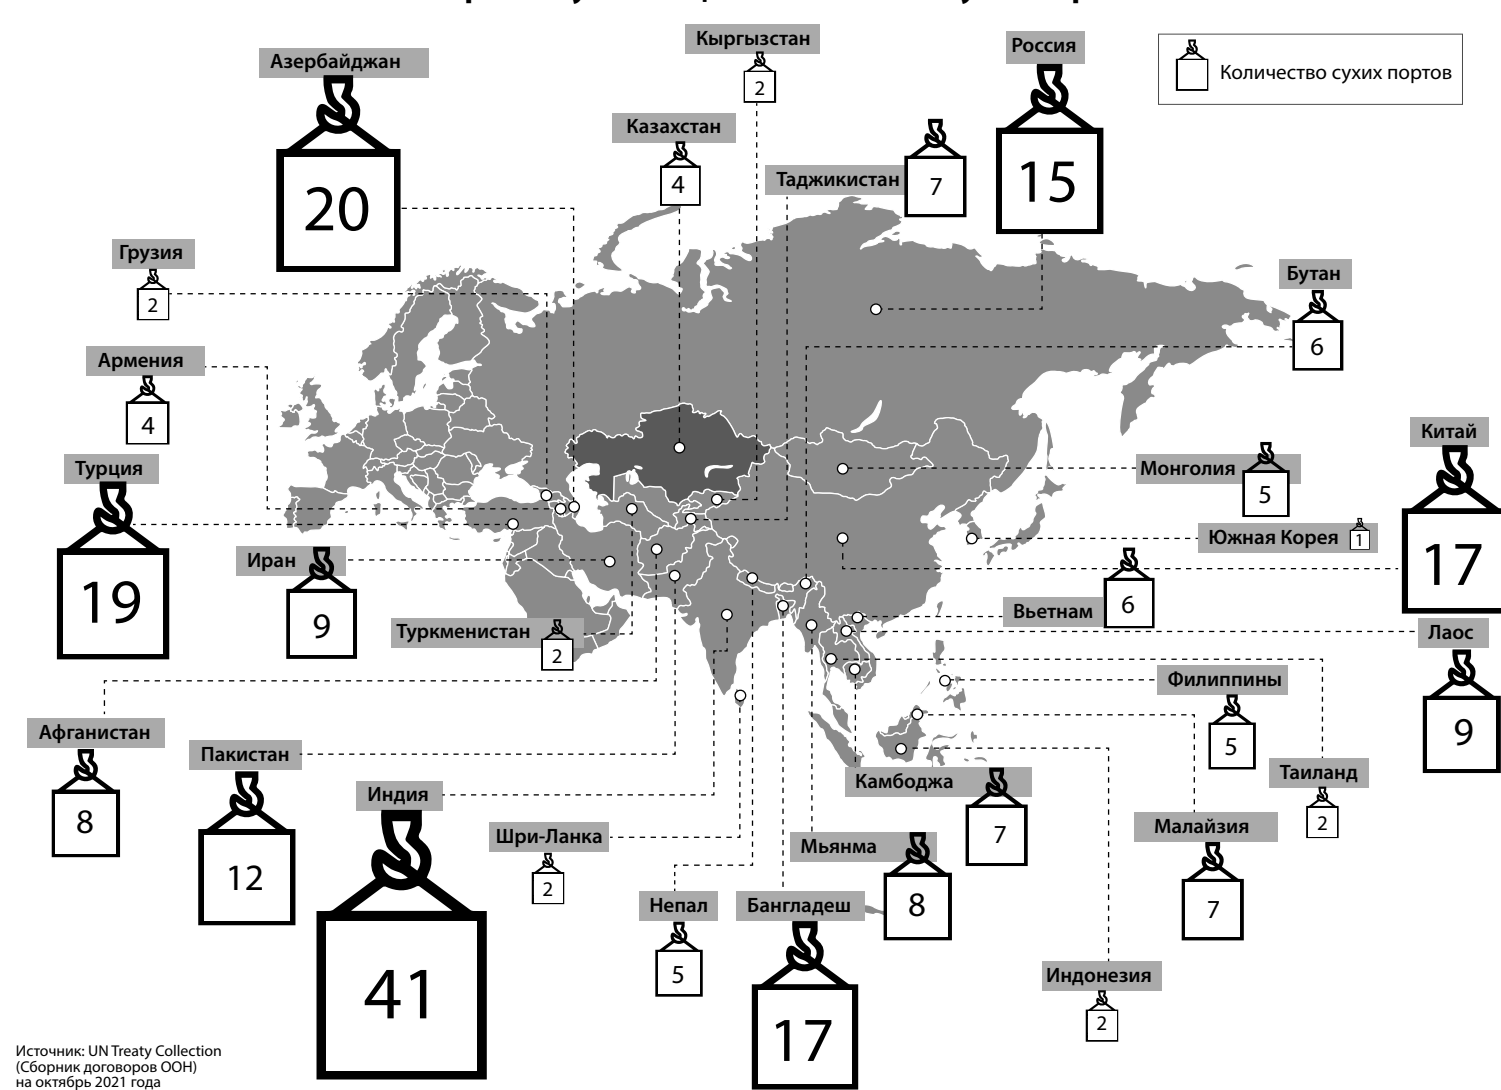 Кыргызстан
2
Россия
15
Количество сухих портов
Азербайджан
20
Казахстан
4
Таджикистан
7
Грузия
2
Бутан
6
Армения
4
Китай
17
Турция
19
Монголия
5
Южная Корея
1
Иран
9
Вьетнам
6
Туркменистан
2
Лаос
9
Филиппины
5
Афганистан
8
Пакистан
12
Таиланд
2
Индия
41
Камбоджа
7
Малайзия
7
Шри-Ланка
2
Мьянма
8
Непал
5
Бангладеш
17
Индонезия
2
Источник: UN Treaty Collection
(Сборник договоров ООН)
на октябрь 2021 года